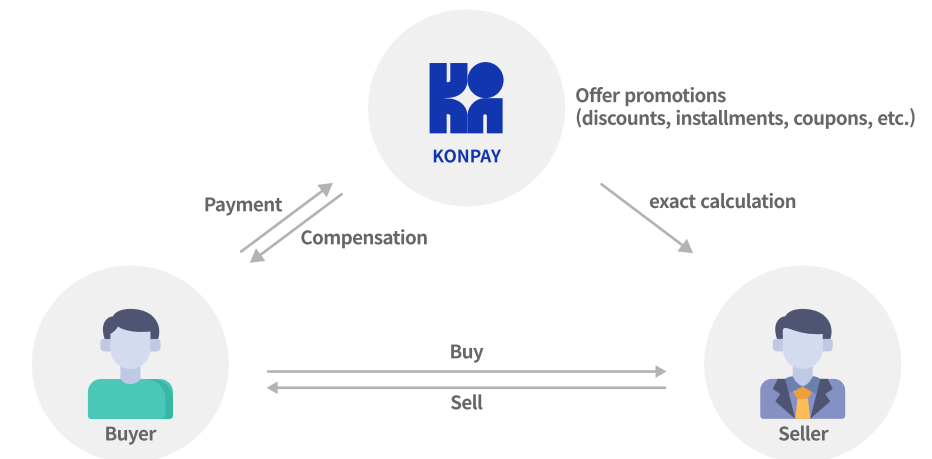 Offer promotions
(discounts, installments, coupons, etc.)
KONPAY
Payment
exact calculation
Compensation
Buy
Sell
Buyer
Seller